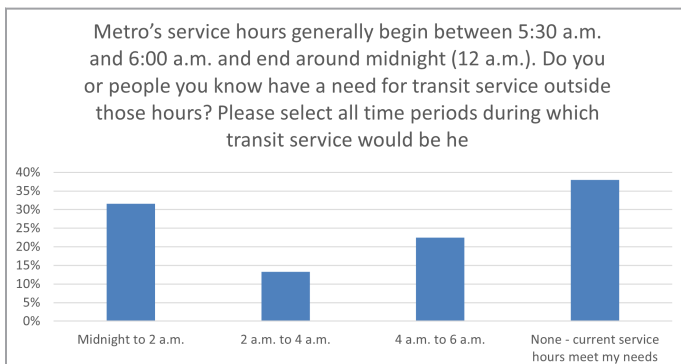 Metro’s service hours generally begin between 5:30 a.m.
and 6:00 a.m. and end around midnight (12 a.m.). Do you
or people you know have a need for transit service outside
those hours? Please select all time periods during which
transit service would be he
40%
35%
30%
25%
20%
15%
10%
5%
0%
Midnight to 2 a.m.
2 a.m. to 4 a.m.
4 a.m. to 6 a.m.
None - current service
hours meet my needs